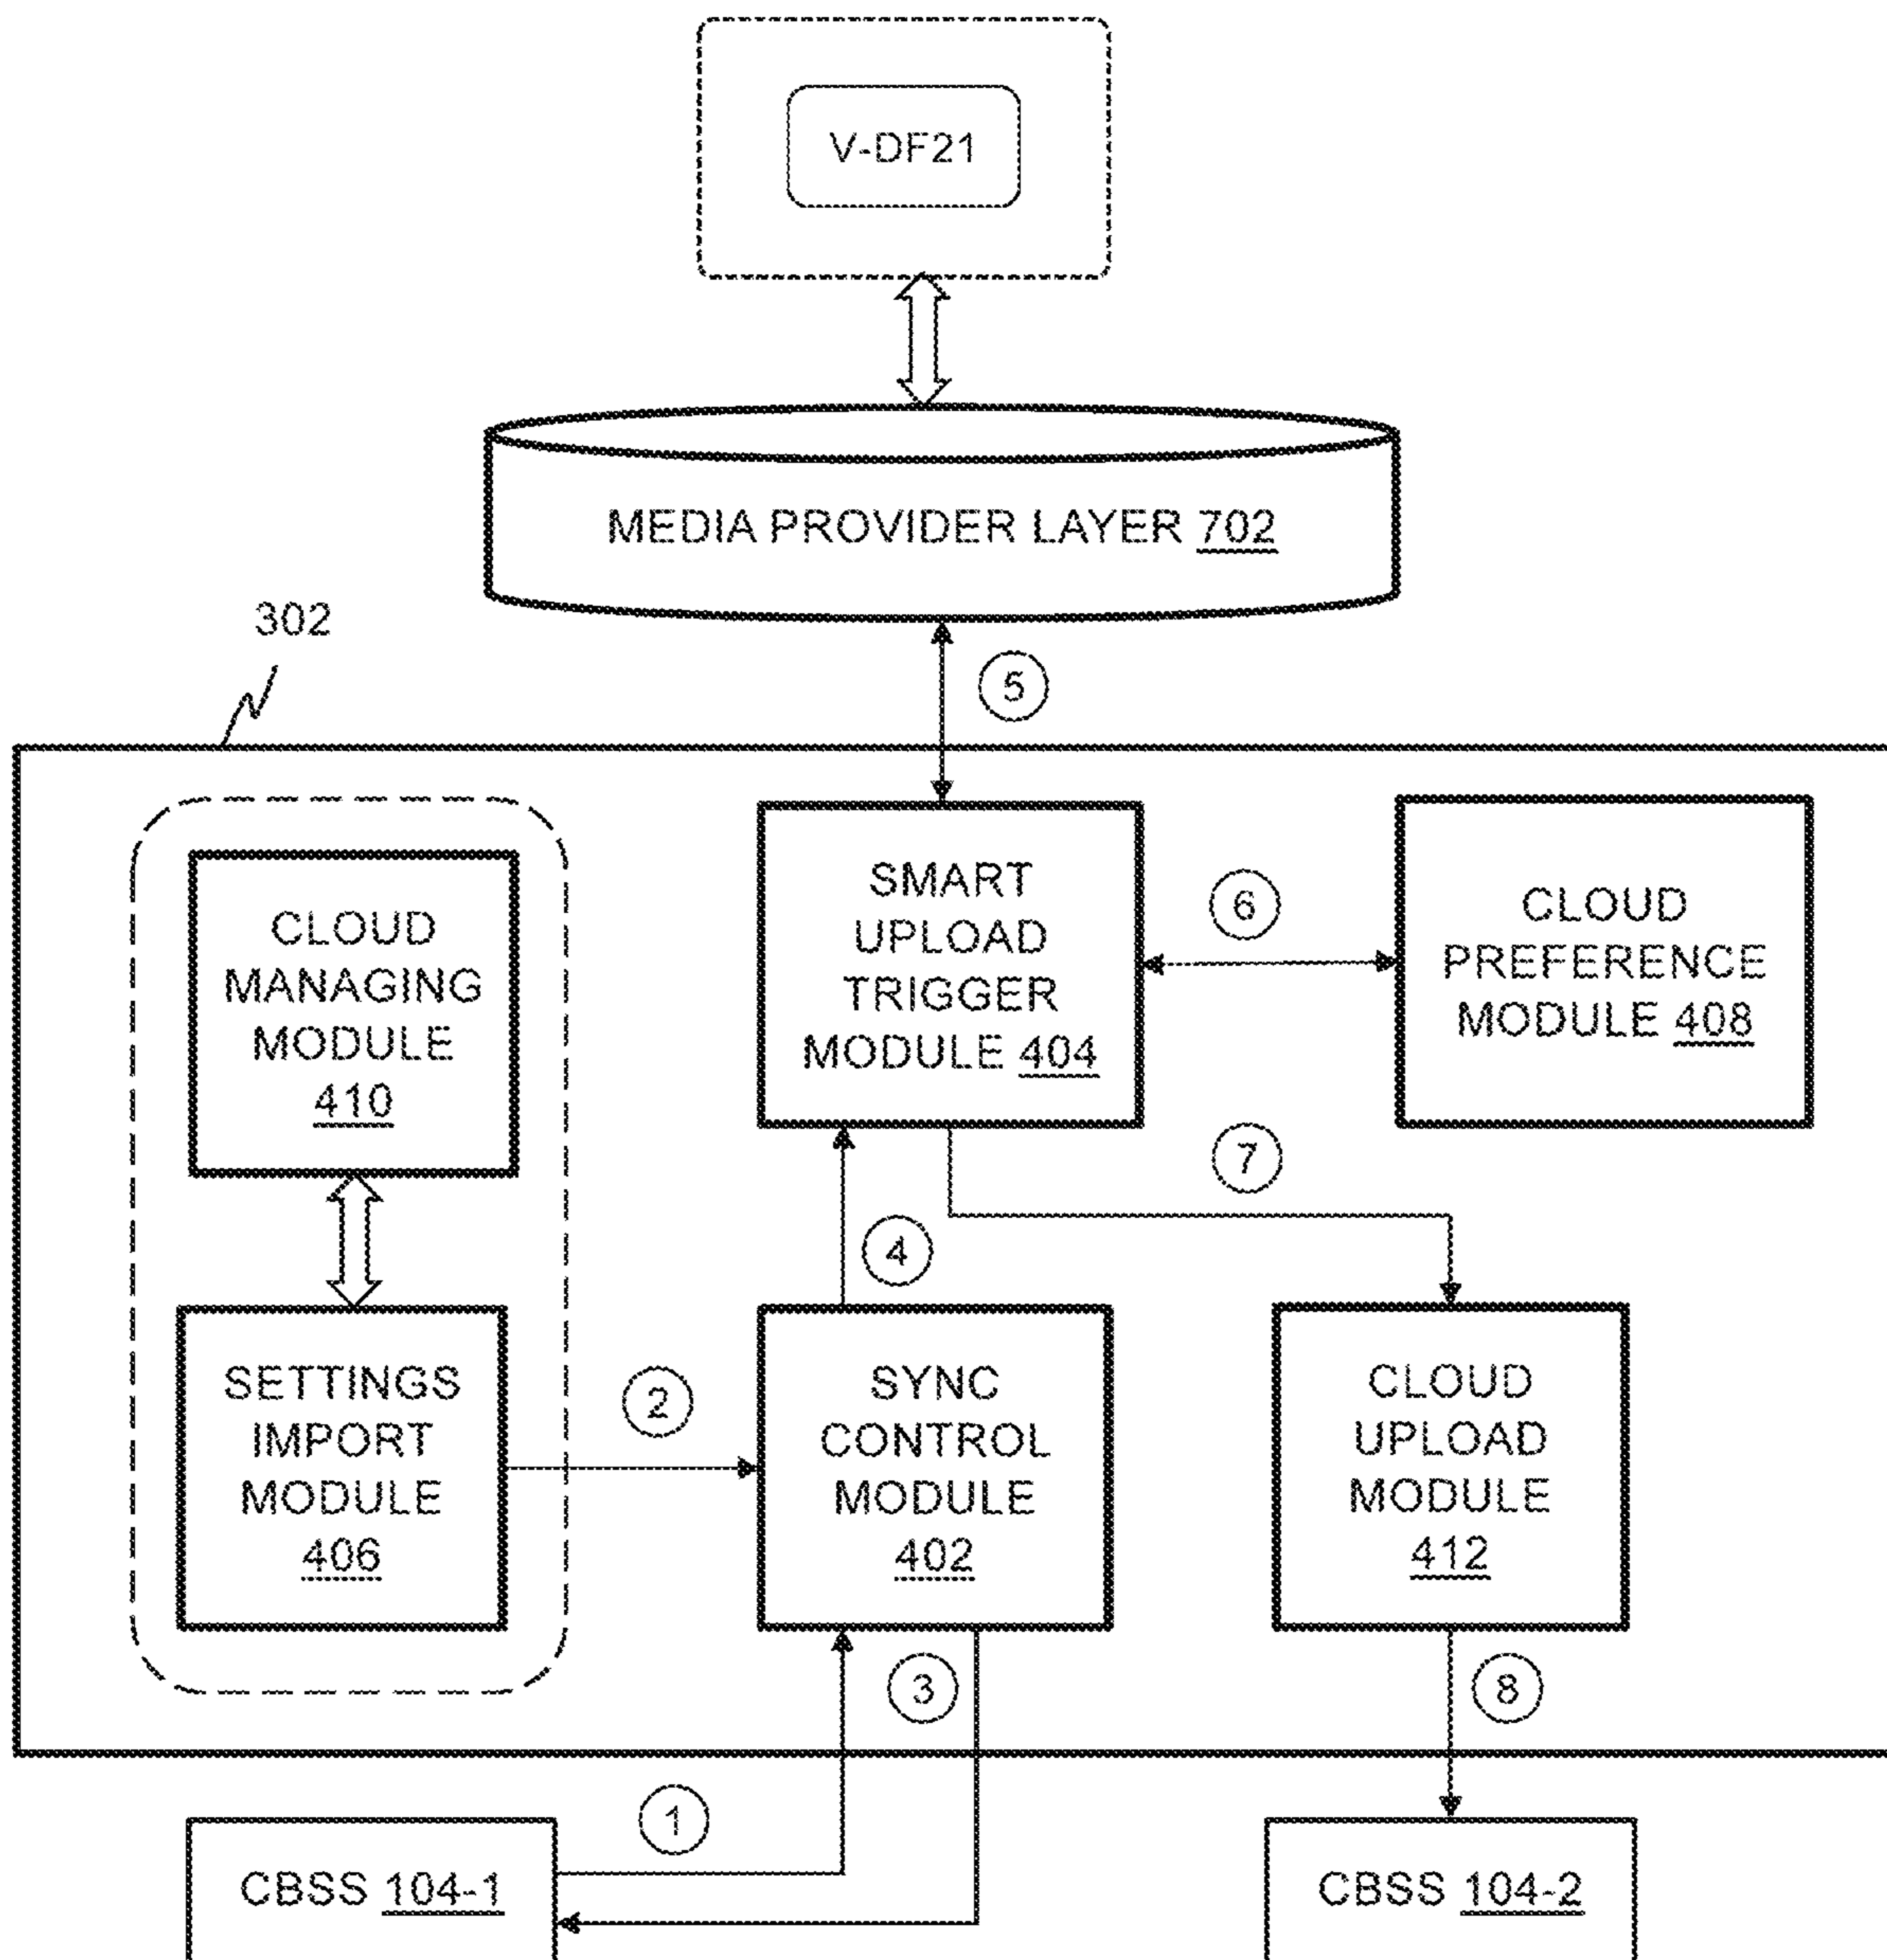 V-DF21
MEDIA PROVIDER LAYER 702
302
5
CLOUD
MANAGING
MODULE
410
SMART
UPLOAD
TRIGGER
MODULE 404
6
CLOUD
PREFERENCE
MODULE 408
7
4
SETTINGS
IMPORT
MODULE
406
2
SYNC
CONTROL
MODULE
402
CLOUD
UPLOAD
MODULE
412
3
8
1
CBSS 104-1
CBSS 104-2